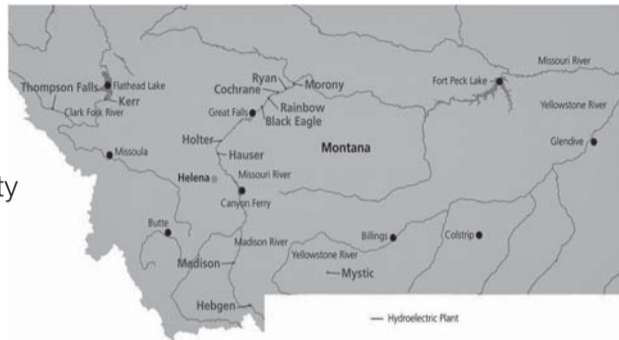 Missouri River
Ryan
Fort Peck Lake
Thompson Falls
Flathead Lake
Cochrane
Morony
Kerr
Rainbow
Yellowstone River
Clark Fork River
Great Falls
Black Eagle
Holter
Glendive
Missoula
Hauser
Montana
ty
Helena
Missouri River
Canyon Ferry
Butte
Madison River
Billings
Colstrip
Yellowstone River
Madison
Mystic
Hebgen
Hydroelectric Plant